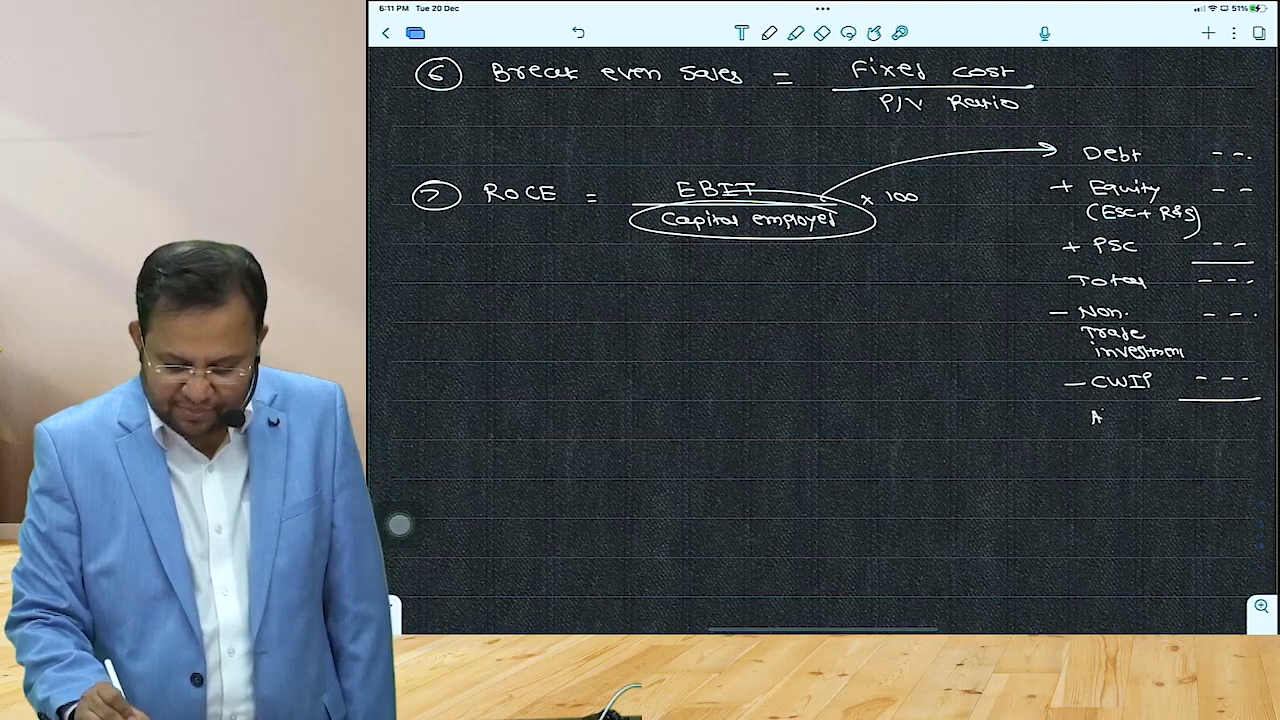 6:11 PM Tue 20 Dec
51%
6 Break even sales = Fixed cost
P/V Ratio
7 ROCE = EBIT × 100
Capital employed
Debt --.
+ Equity --
(ESC + R&S)
+ PSC --
Total ---
- Non. ---.
Trade
investment
- CWIP ---
A